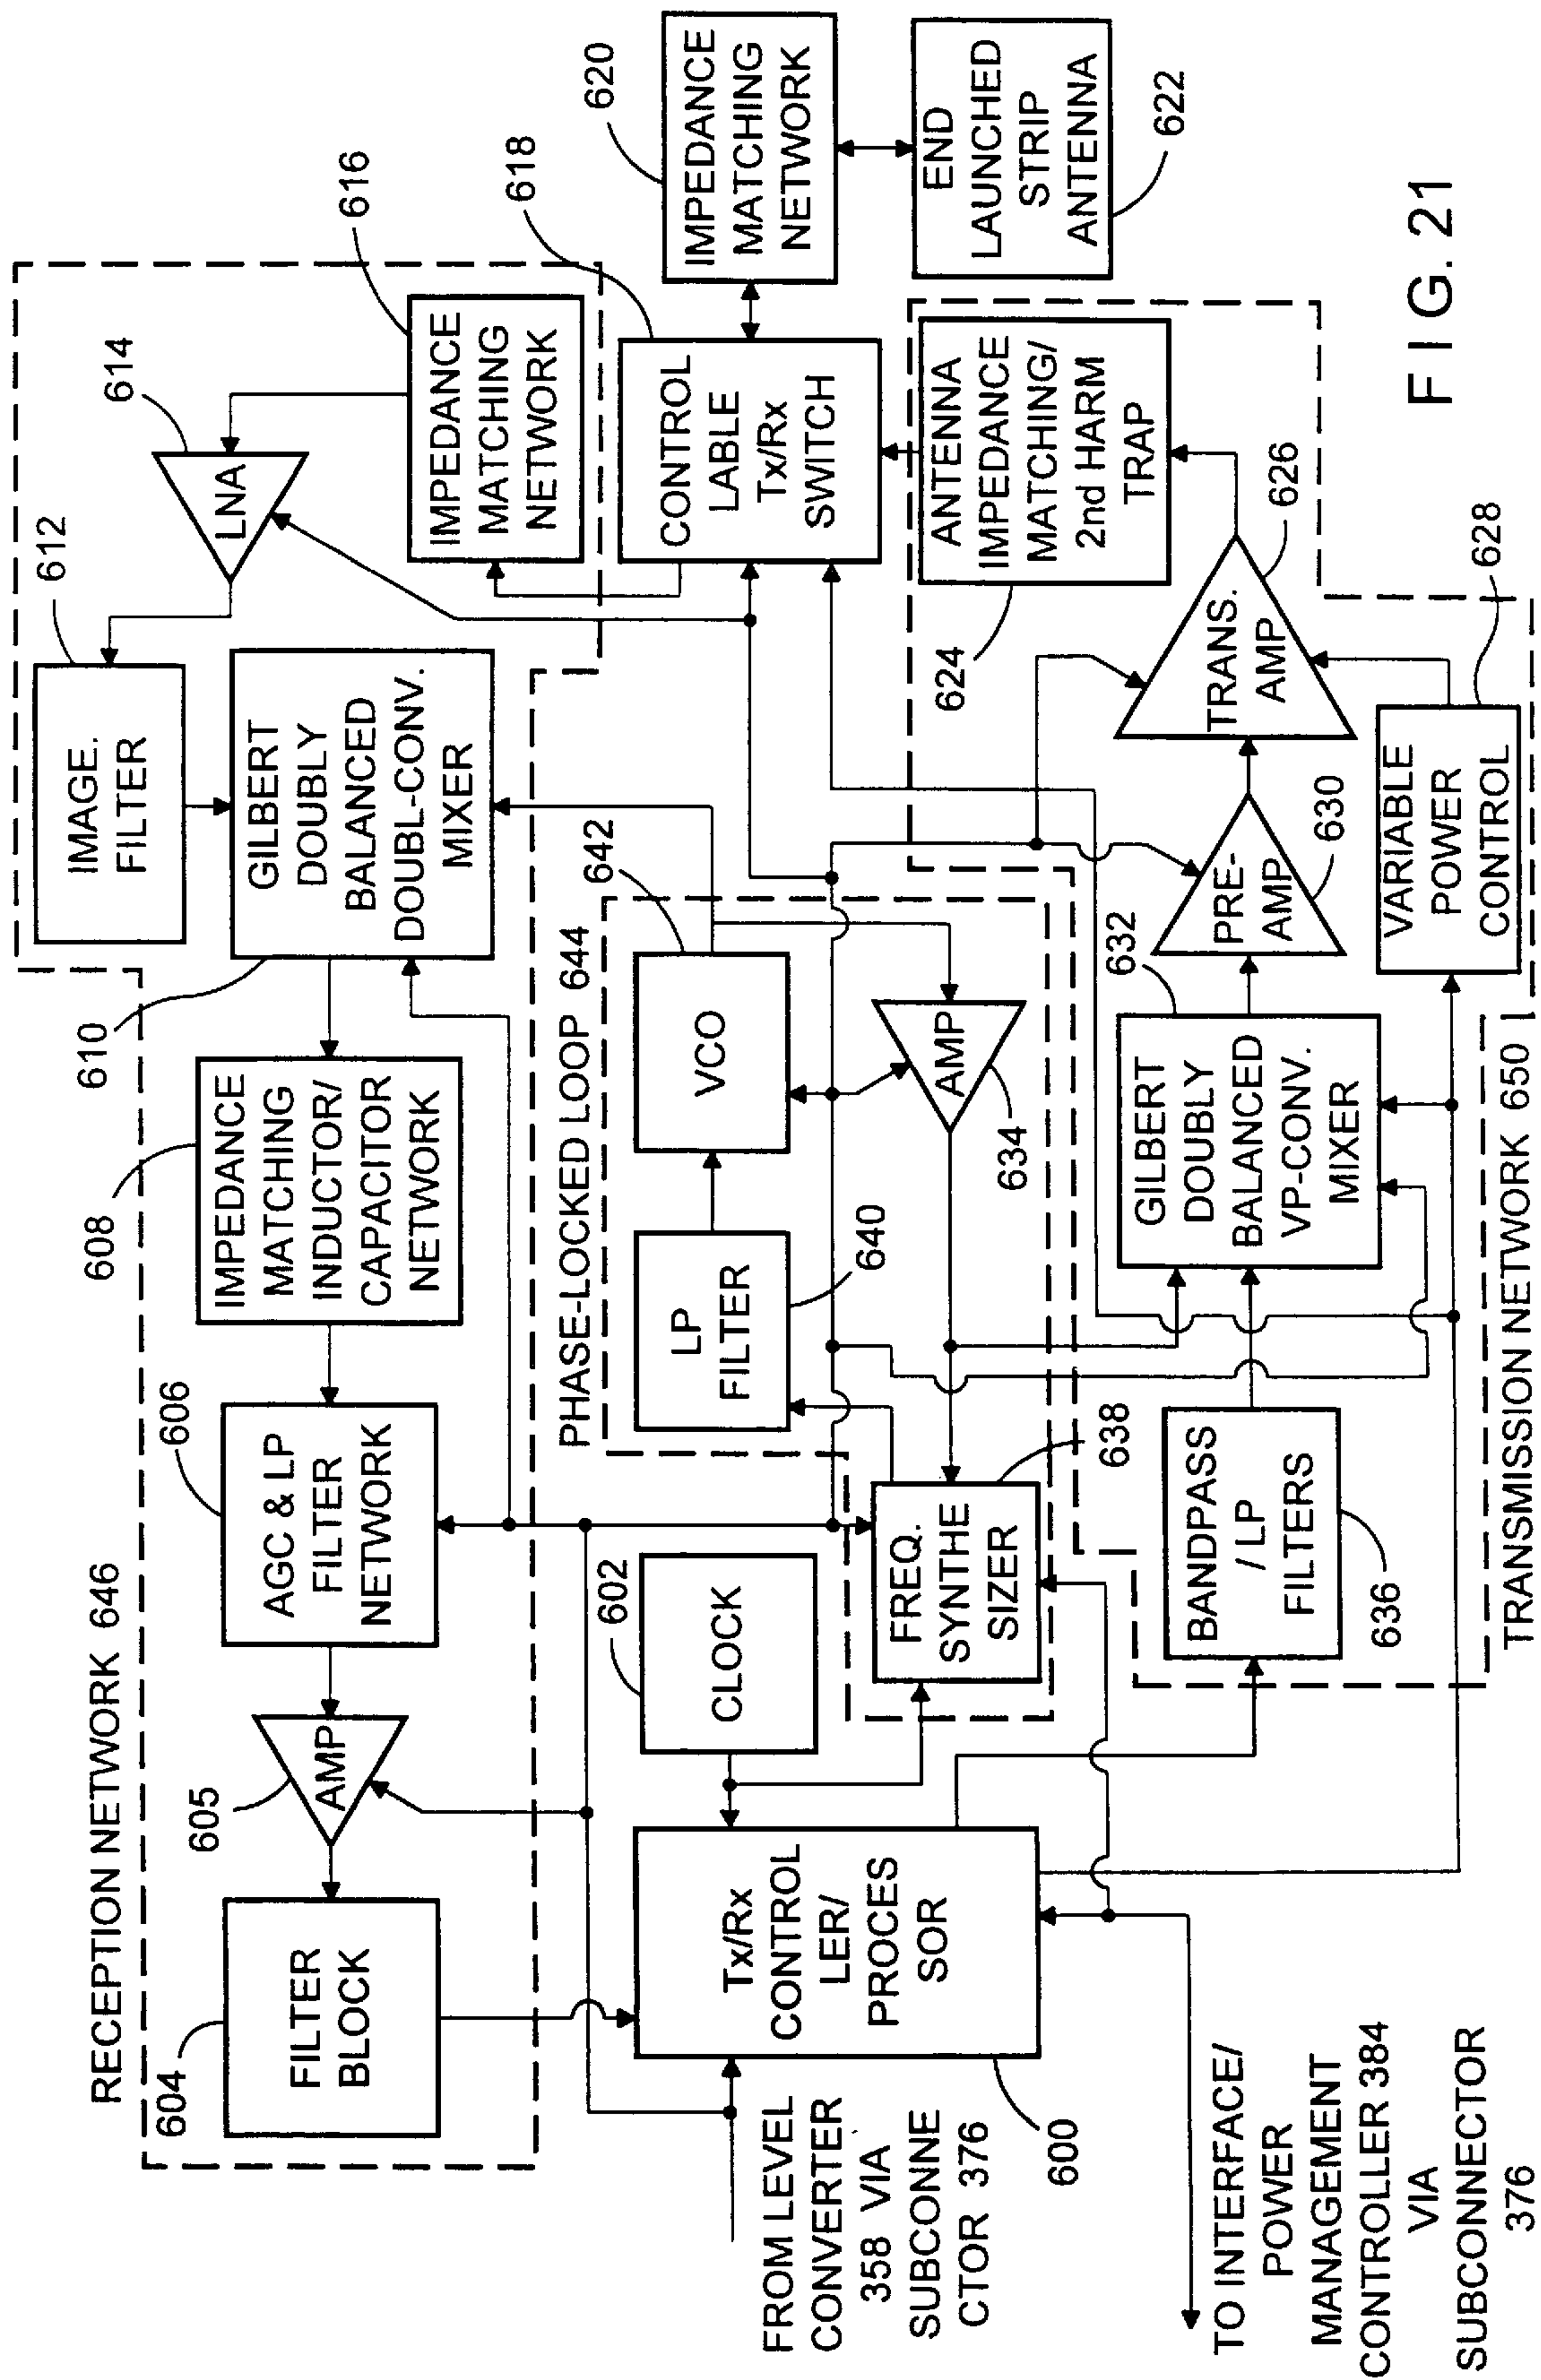 RECEPTION NETWORK 646
604
FILTER
BLOCK
605
AMP
606
AGC & LP
FILTER
NETWORK
608
IMPEDANCE
MATCHING
INDUCTOR/
CAPACITOR
NETWORK
610
GILBERT
DOUBLY
BALANCED
DOUBL-CONV.
MIXER
612
IMAGE.
FILTER
614
LNA
616
IMPEDANCE
MATCHING
NETWORK
618
CONTROL
LABLE
Tx/Rx
SWITCH
620
IMPEDANCE
MATCHING
NETWORK
END
LAUNCHED
STRIP
ANTENNA
622
PHASE-LOCKED LOOP 644
642
VCO
LP
FILTER
640
AMP
634
602
CLOCK
FREQ.
SYNTHE
SIZER
638
Tx/Rx
CONTROL
LER/
PROCES
SOR
600
FROM LEVEL
CONVERTER
358 VIA
SUBCONNE
CTOR 376
TO INTERFACE/
POWER
MANAGEMENT
CONTROLLER 384
VIA
SUBCONNECTOR
376
BANDPASS
/ LP
FILTERS
636
632
GILBERT
DOUBLY
BALANCED
VP-CONV.
MIXER
PRE-
AMP
630
TRANS.
AMP
626
624
ANTENNA
IMPEDANCE
MATCHING/
2nd HARM
TRAP
VARIABLE
POWER
CONTROL
628
TRANSMISSION NETWORK 650
FIG. 21